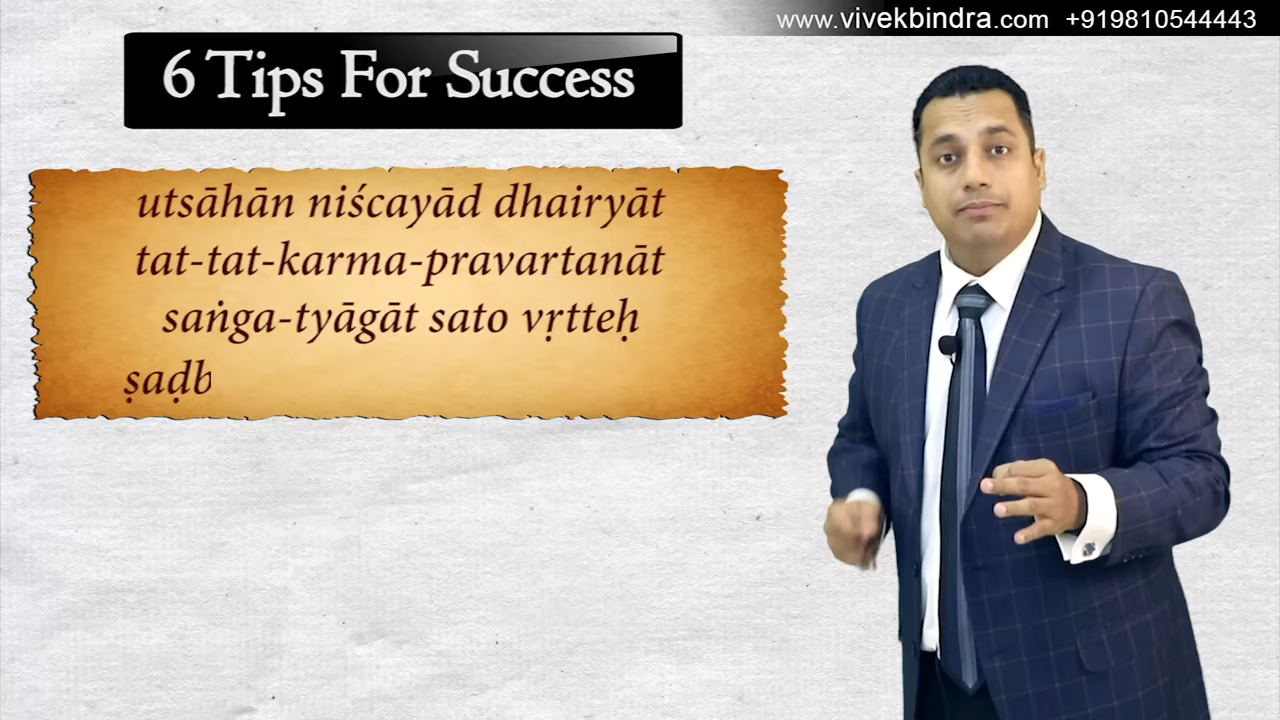 www.vivekbindra.com +919810544443
6 Tips For Success
utsāhān niścayād dhairyāt
tat-tat-karma-pravartanāt
saṅga-tyāgāt sato vṛtteḥ
ṣaḍb